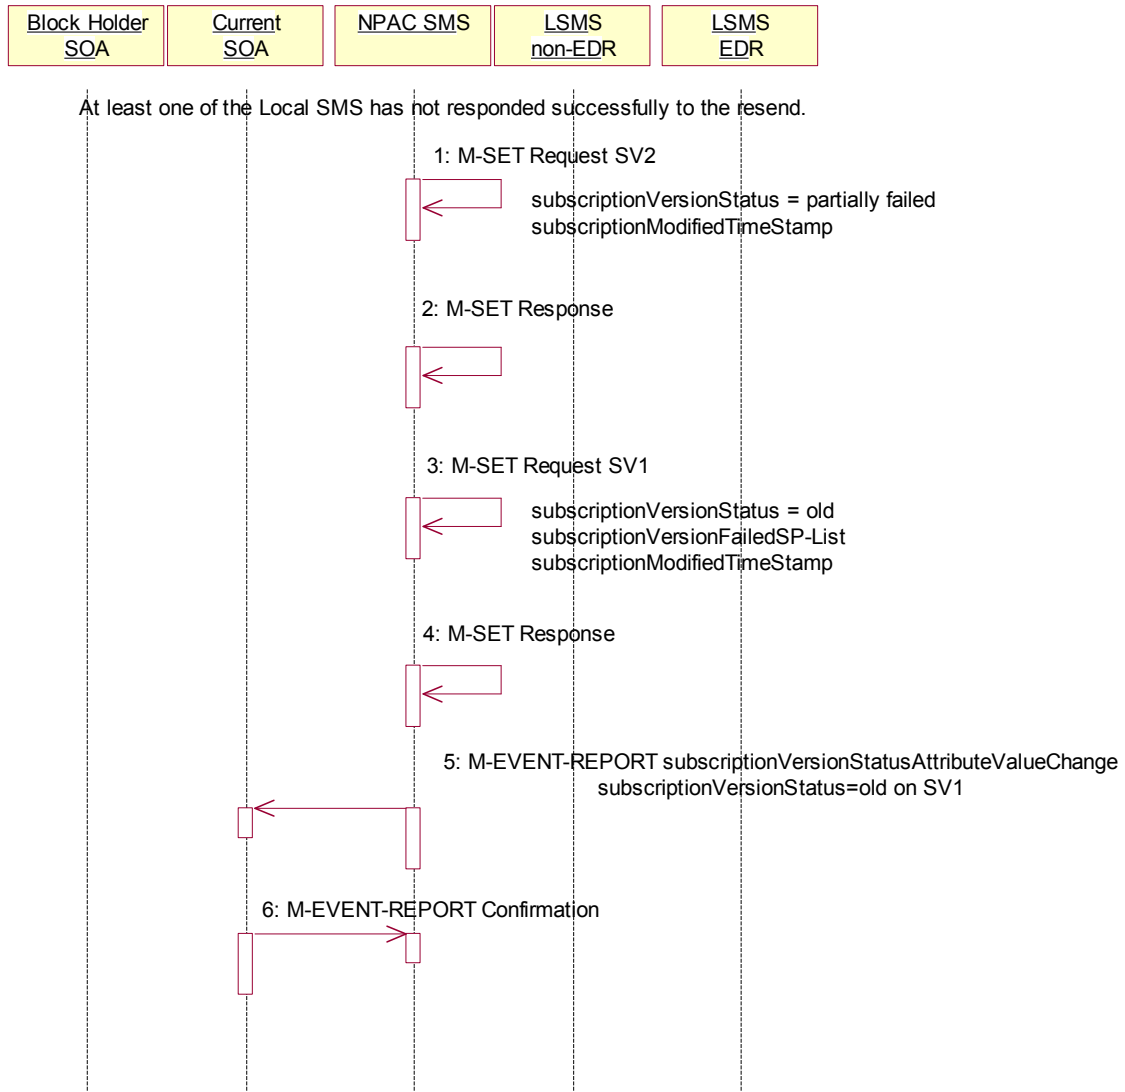 Block Holder
SOA
Current
SOA
NPAC SMS
LSMS
non-EDR
LSMS
EDR
At least one of the Local SMS has not responded successfully to the resend.
1: M-SET Request SV2
subscriptionVersionStatus = partially failed
subscriptionModifiedTimeStamp
2: M-SET Response
3: M-SET Request SV1
subscriptionVersionStatus = old
subscriptionVersionFailedSP-List
subscriptionModifiedTimeStamp
4: M-SET Response
5: M-EVENT-REPORT subscriptionVersionStatusAttributeValueChange
subscriptionVersionStatus=old on SV1
6: M-EVENT-REPORT Confirmation